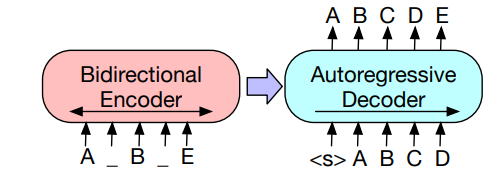 A B C D E
Bidirectional
Encoder
Autoregressive
Decoder
A _ B _ E
<s> A B C D